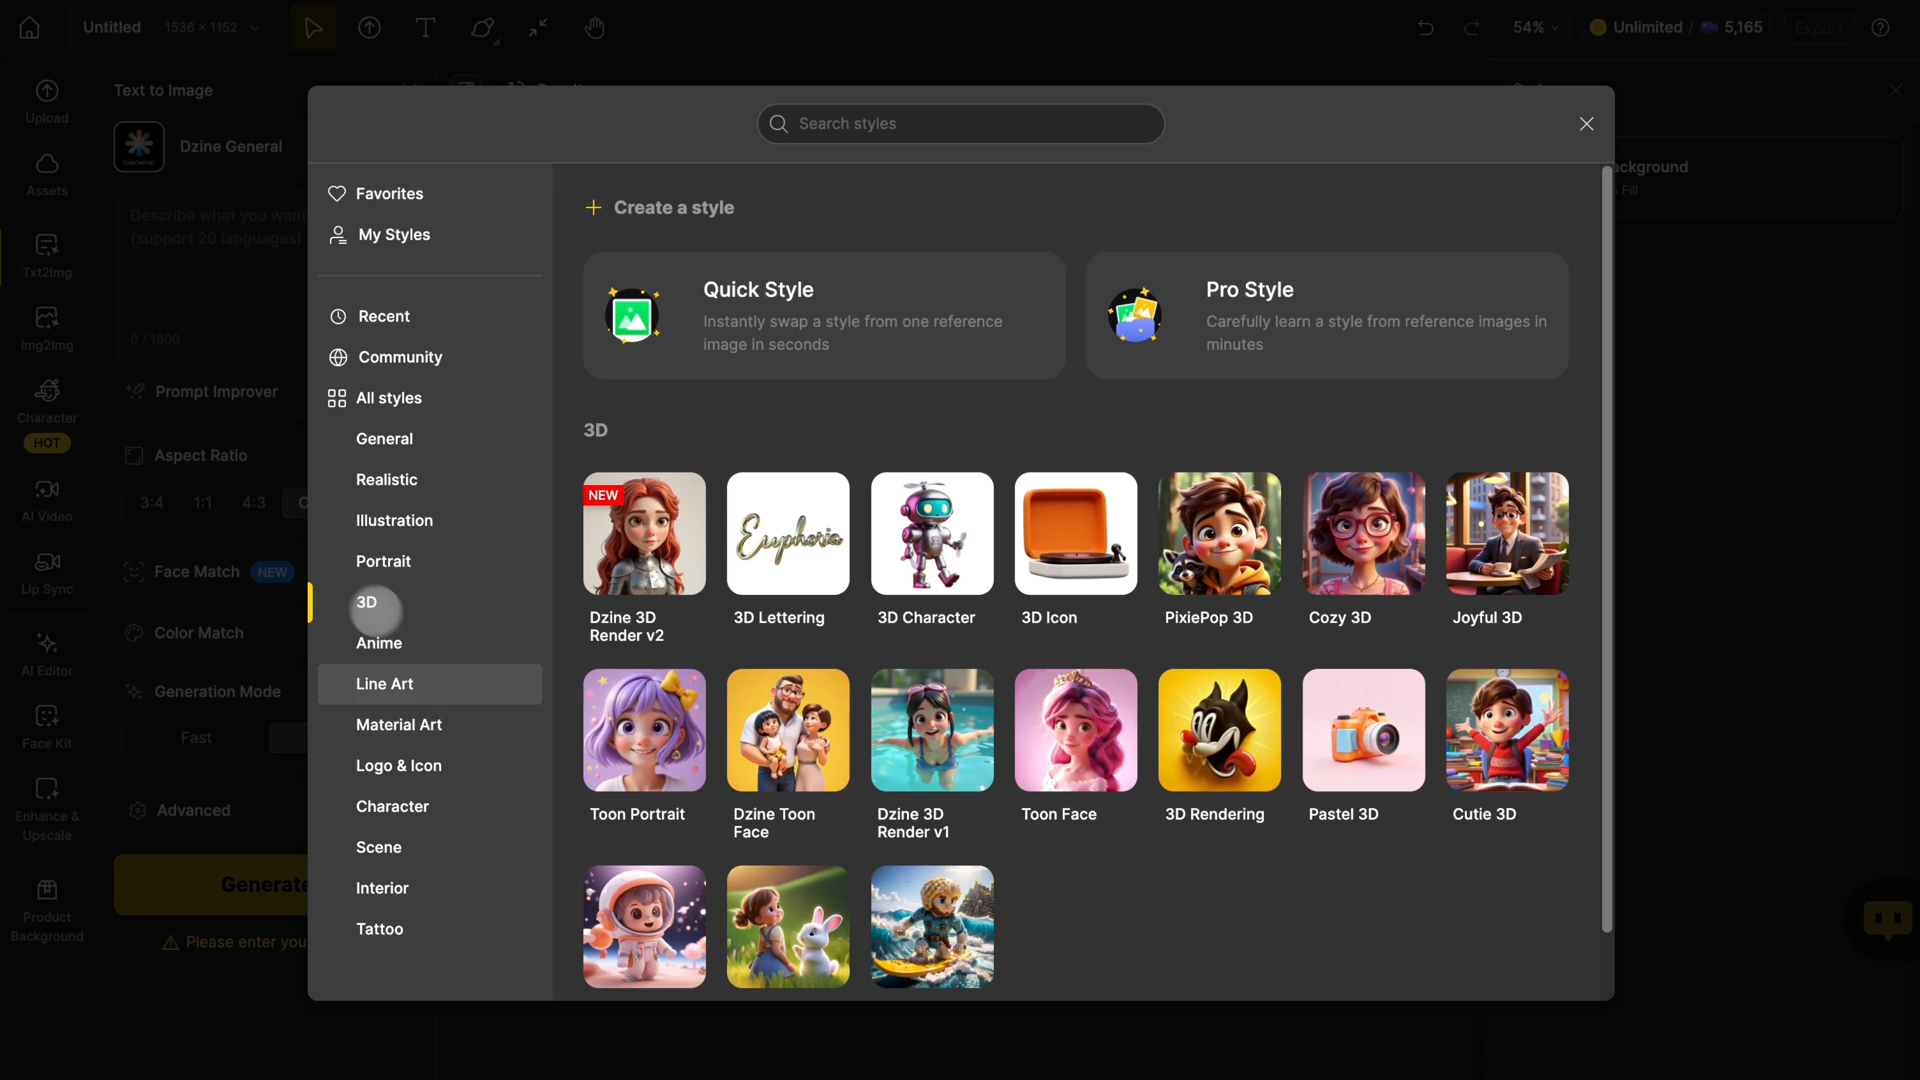 Untitled
1536 × 1152
54%
Unlimited / 5,165
Export
Text to Image
Upload
General
Dzine General
Assets
Describe what you want
(support 20 languages)
Txt2Img
0 / 1800
Img2Img
Prompt Improver
Character
HOT
Aspect Ratio
3:4 1:1 4:3
AI Video
Face Match NEW
Lip Sync
Color Match
AI Editor
Generation Mode
Fast
Face Kit
Advanced
Enhance &
Upscale
Generate
Product
Background
Please enter you
Search styles
Favorites
My Styles
Recent
Community
All styles
General
Realistic
Illustration
Portrait
3D
Anime
Line Art
Material Art
Logo & Icon
Character
Scene
Interior
Tattoo
Create a style
Quick Style
Instantly swap a style from one reference
image in seconds
Pro Style
Carefully learn a style from reference images in
minutes
3D
NEW
Euphoria
Dzine 3D
Render v2
3D Lettering
3D Character
3D Icon
PixiePop 3D
Cozy 3D
Joyful 3D
Toon Portrait
Dzine Toon
Face
Dzine 3D
Render v1
Toon Face
3D Rendering
Pastel 3D
Cutie 3D
ackground
Fill